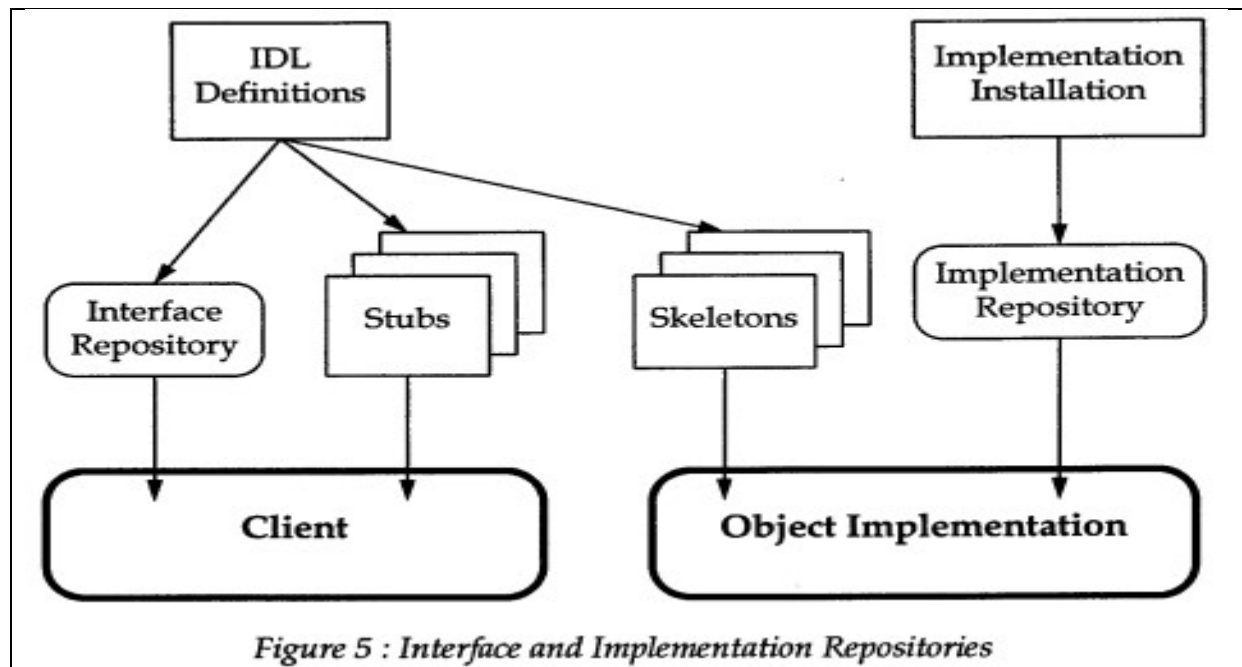 IDL
Definitions
Implementation
Installation
Interface
Repository
Stubs
Skeletons
Implementation
Repository
Client
Object Implementation
Figure 5 : Interface and Implementation Repositories